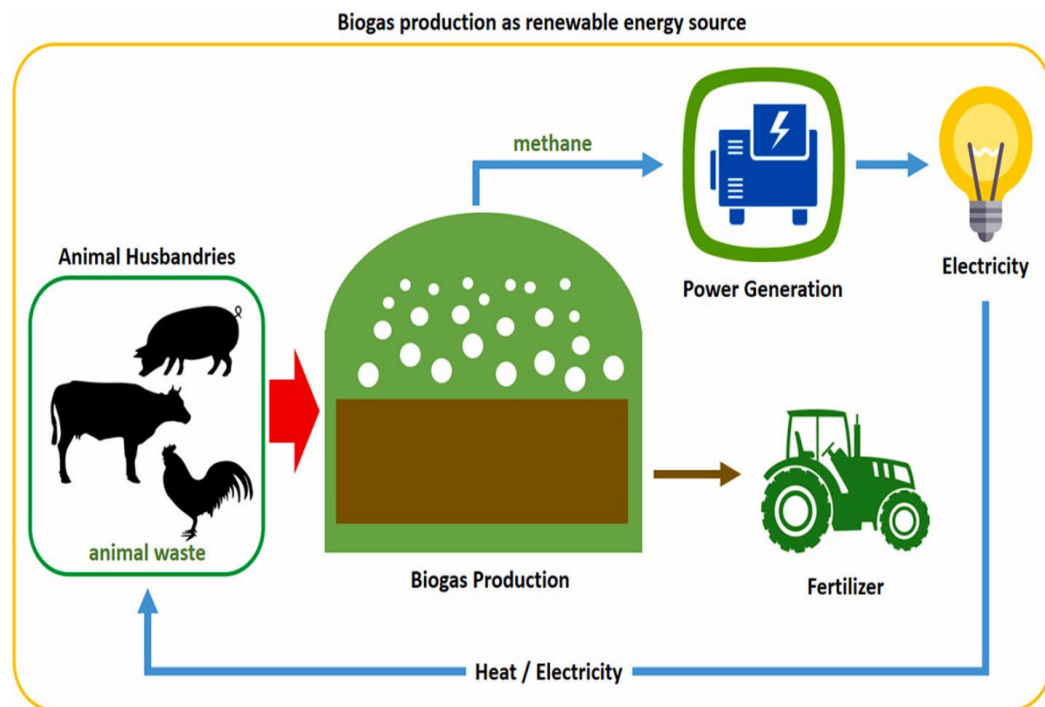 Biogas production as renewable energy source
methane
Animal Husbandries
Power Generation
Electricity
animal waste
Biogas Production
Fertilizer
Heat / Electricity